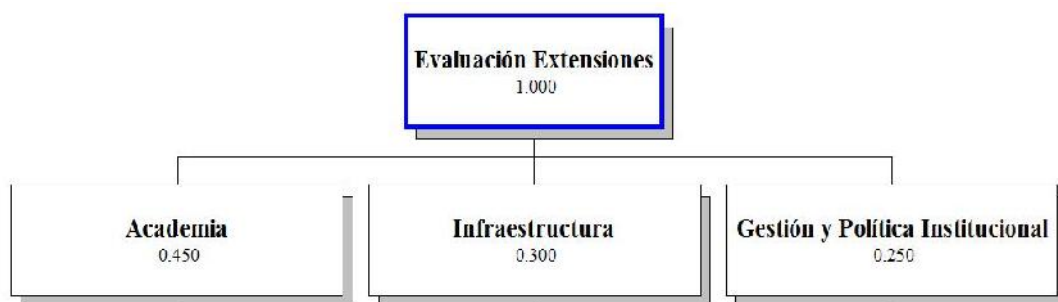 Evaluación Extensiones
1.000
Academia
0.450
Infraestructura
0.300
Gestión y Política Institucional
0.250